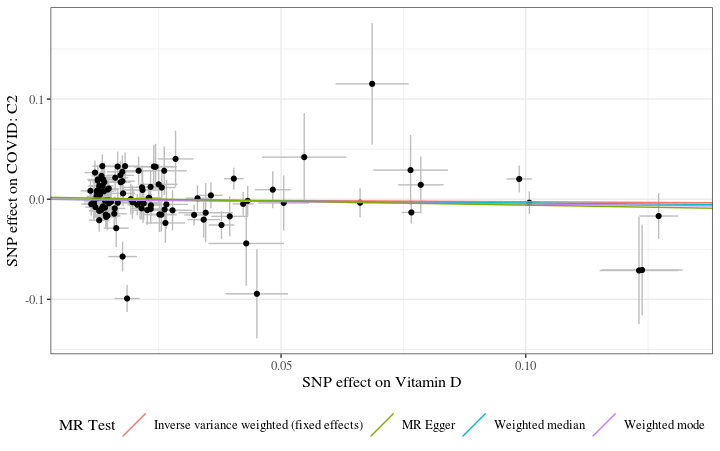 SNP effect on COVID: C2
0.1
0.0
-0.1
0.05
0.10
SNP effect on Vitamin D
MR Test
Inverse variance weighted (fixed effects)
MR Egger
Weighted median
Weighted mode